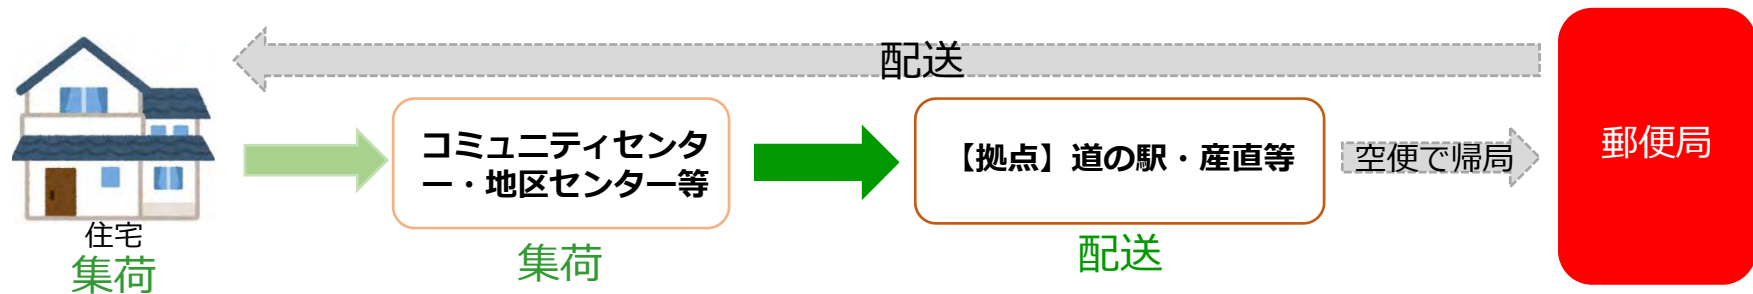 配送
コミュニティセンタ
ー・地区センター等
【拠点】道の駅・産直等
空便で帰局
郵便局
住宅
集荷
集荷
配送